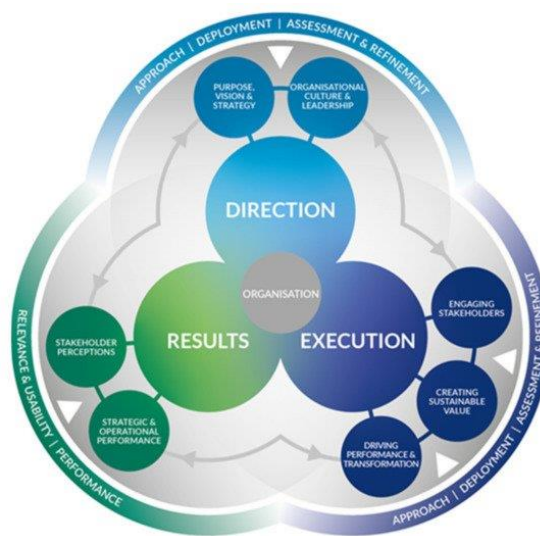 APPROACH | DEPLOYMENT | ASSESSMENT & REFINEMENT
PURPOSE,
VISION &
STRATEGY
ORGANISATIONAL
CULTURE &
LEADERSHIP
DIRECTION
ORGANISATION
RESULTS
EXECUTION
STAKEHOLDER
PERCEPTIONS
STRATEGIC &
OPERATIONAL
PERFORMANCE
ENGAGING
STAKEHOLDERS
CREATING
SUSTAINABLE
VALUE
DRIVING
PERFORMANCE &
TRANSFORMATION
RELEVANCE & USABILITY | PERFORMANCE
APPROACH | DEPLOYMENT | ASSESSMENT & REFINEMENT